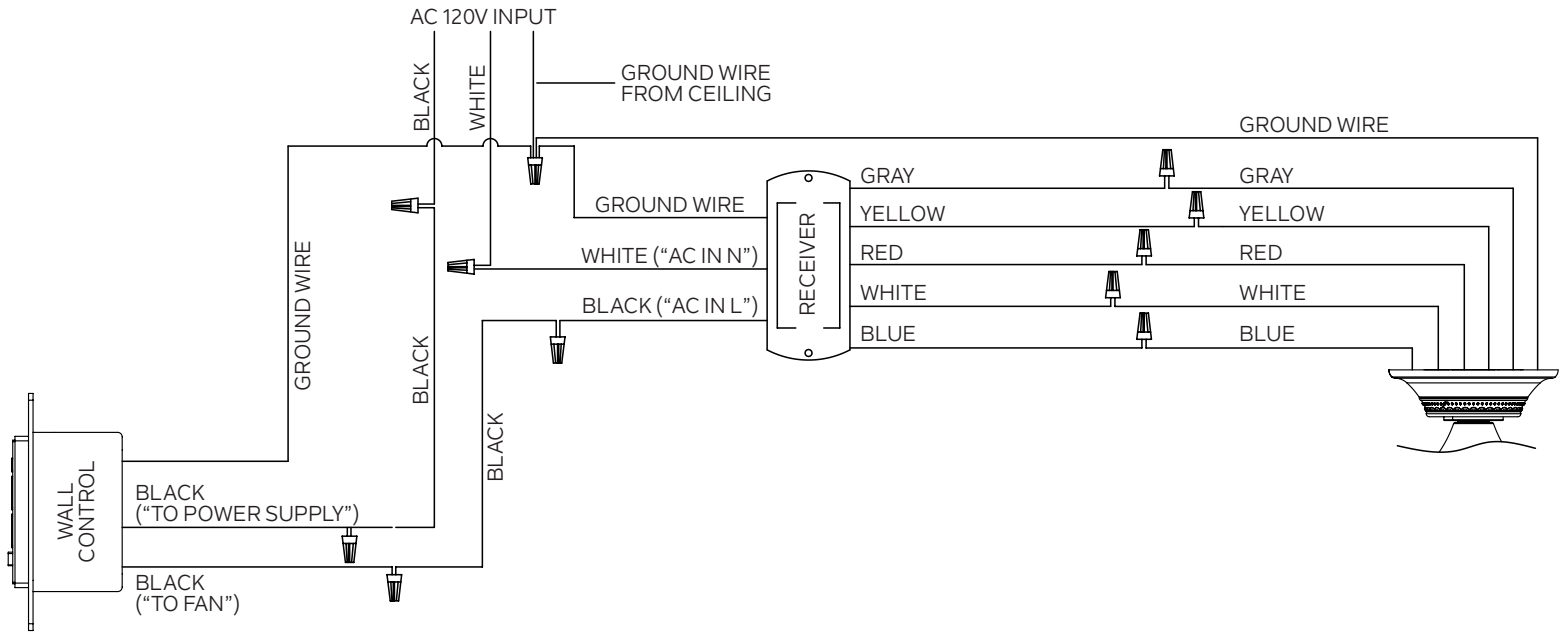 AC 120V INPUT
BLACK
WHITE
GROUND WIRE
FROM CEILING
GROUND WIRE
GRAY
GRAY
GROUND WIRE
YELLOW
YELLOW
WHITE (“AC IN N”)
RED
RED
RECEIVER
WHITE
WHITE
BLACK (“AC IN L”)
BLUE
BLUE
GROUND WIRE
BLACK
BLACK
WALL
CONTROL
BLACK
(“TO POWER SUPPLY”)
BLACK
(“TO FAN”)